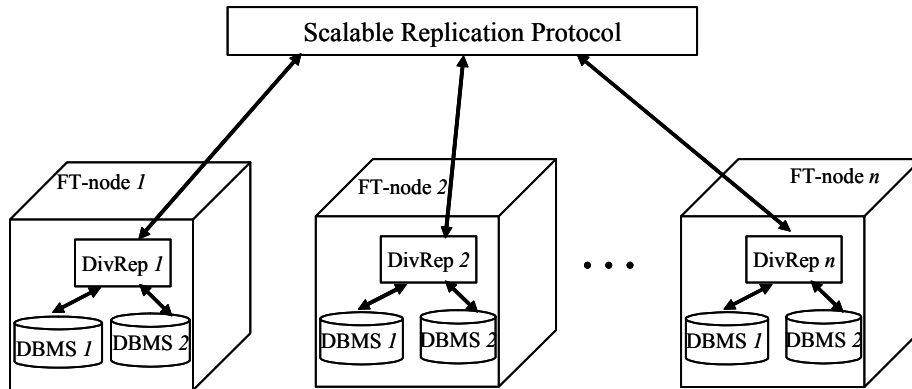 Scalable Replication Protocol
FT-node 1
FT-node 2
FT-node n
DivRep 1
DivRep 2
DivRep n
DBMS 1
DBMS 2
DBMS 1
DBMS 2
DBMS 1
DBMS 2